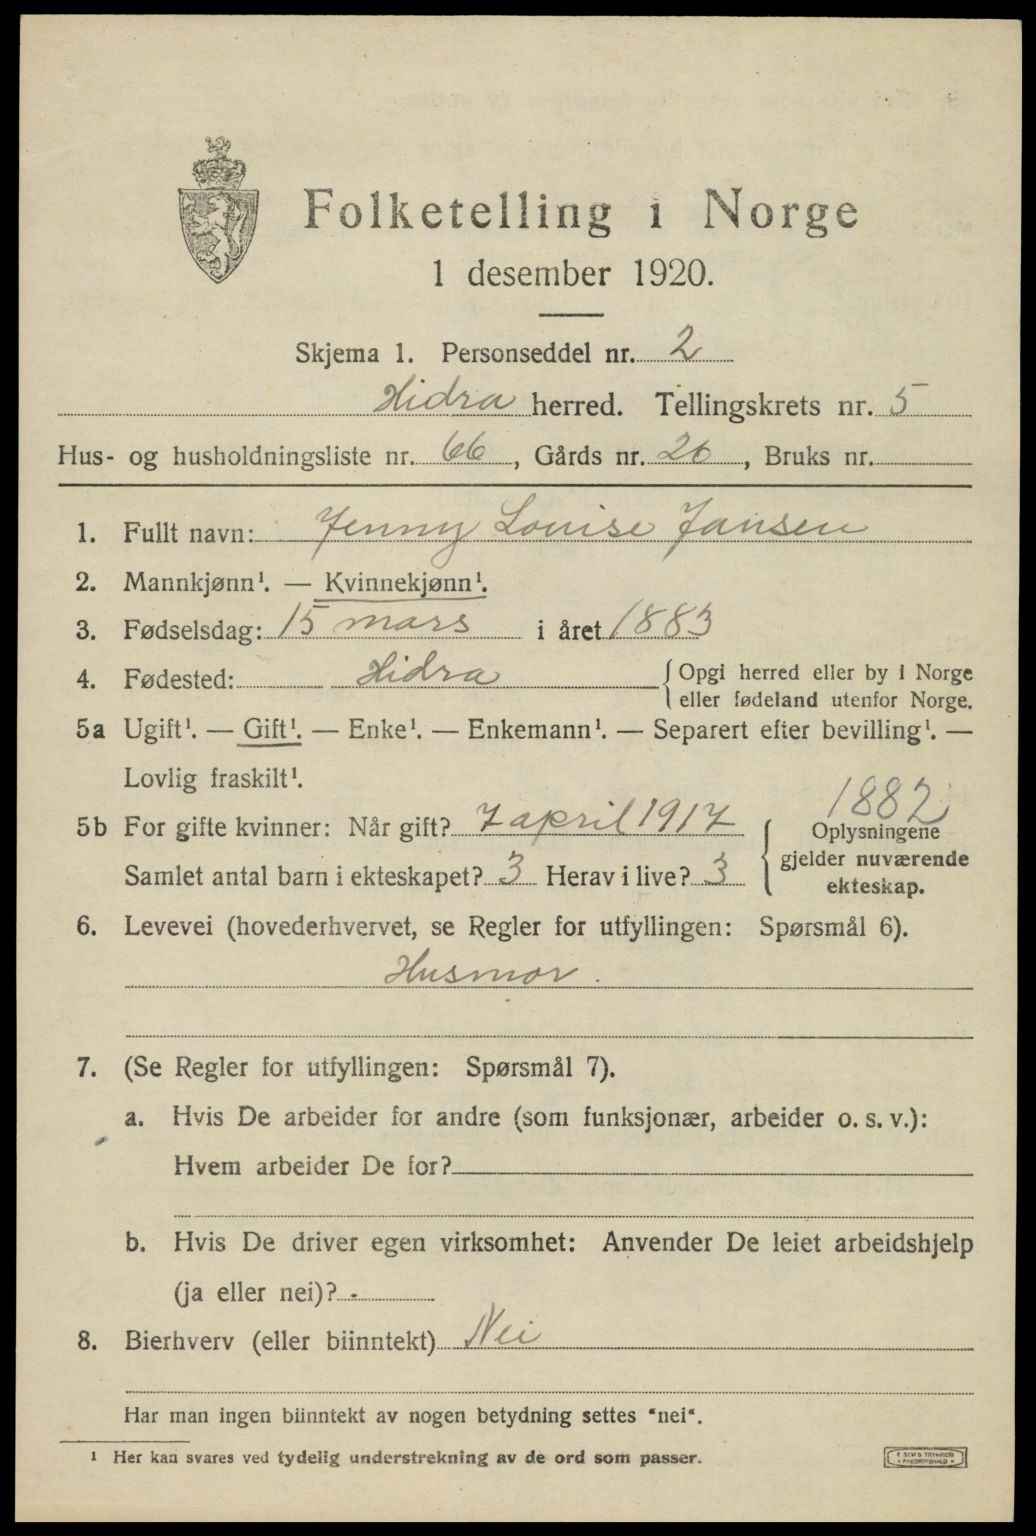 Folketelling i Norge
1 desember 1920.
Skjema 1. Personseddel nr. 2
Hidra herred. Tellingskrets nr. 5
Hus- og husholdningsliste nr. 66, Gårds nr. 20, Bruks nr.
1. Fullt navn: Jenny Louise Jansen
2. Mannkjønn¹. — Kvinnekjønn¹.
3. Fødselsdag: 15 mars i året 1883
4. Fødested: Hidra { Opgi herred eller by i Norge
eller fødeland utenfor Norge.
5a Ugift¹. — Gift¹. — Enke¹. — Enkemann¹. — Separert efter bevilling¹. —
Lovlig fraskilt¹.
1882
5b For gifte kvinner: Når gift? 7 april 1917
Samlet antal barn i ekteskapet? 3 Herav i live? 3
{ Oplysningene
gjelder nuværende
ekteskap.
6. Levevei (hovederhvervet, se Regler for utfyllingen: Spørsmål 6).
Husmor.
7. (Se Regler for utfyllingen: Spørsmål 7).
a. Hvis De arbeider for andre (som funksjonær, arbeider o. s. v.):
Hvem arbeider De for?
b. Hvis De driver egen virksomhet: Anvender De leiet arbeidshjelp
(ja eller nei)? -
8. Bierhverv (eller biinntekt) Nei
Har man ingen biinntekt av nogen betydning settes "nei".
¹ Her kan svares ved tydelig understrekning av de ord som passer.